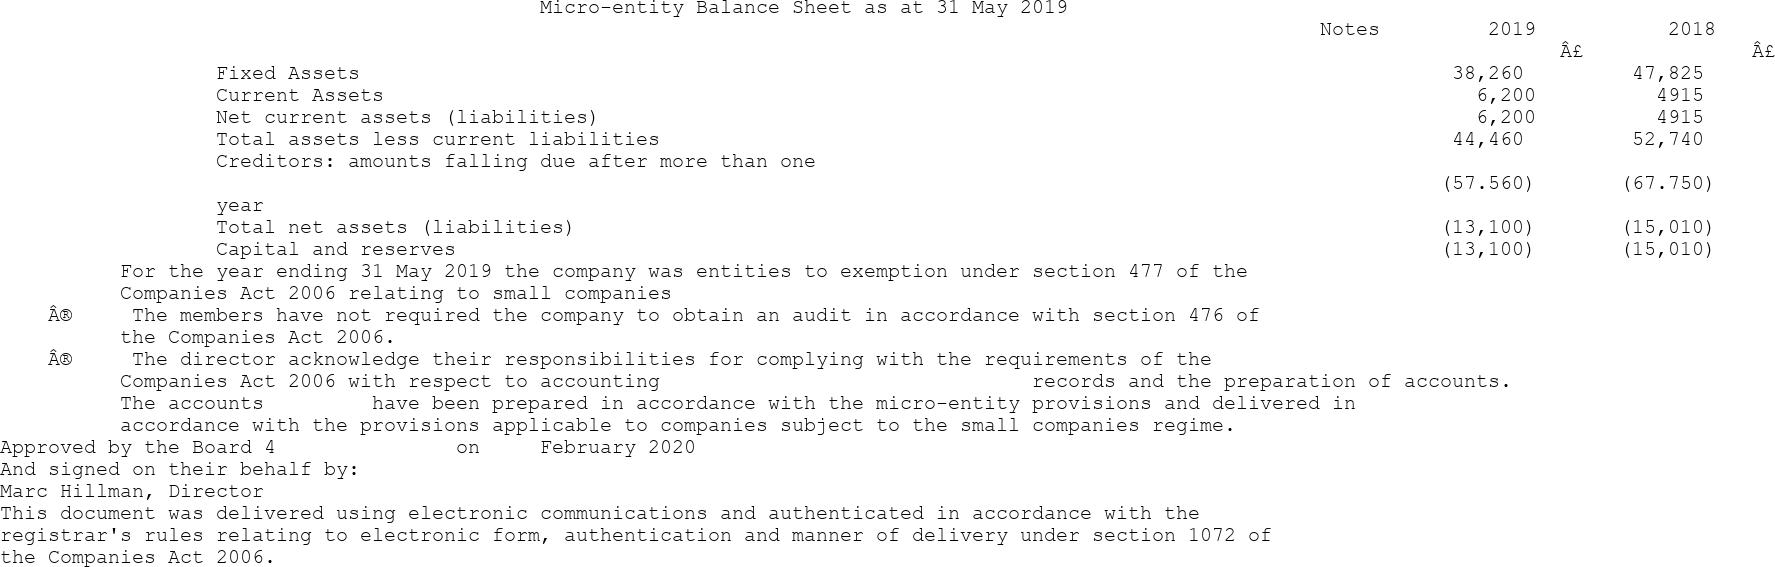 Micro-entity Balance Sheet as at 31 May 2019
Notes 2019 2018
Â£ Â£
Fixed Assets 38,260 47,825
Current Assets 6,200 4915
Net current assets (liabilities) 6,200 4915
Total assets less current liabilities 44,460 52,740
Creditors: amounts falling due after more than one
(57.560) (67.750)
year
Total net assets (liabilities) (13,100) (15,010)
Capital and reserves (13,100) (15,010)
For the year ending 31 May 2019 the company was entities to exemption under section 477 of the
Companies Act 2006 relating to small companies
Â® The members have not required the company to obtain an audit in accordance with section 476 of
the Companies Act 2006.
Â® The director acknowledge their responsibilities for complying with the requirements of the
Companies Act 2006 with respect to accounting records and the preparation of accounts.
The accounts have been prepared in accordance with the micro-entity provisions and delivered in
accordance with the provisions applicable to companies subject to the small companies regime.
Approved by the Board 4 on February 2020
And signed on their behalf by:
Marc Hillman, Director
This document was delivered using electronic communications and authenticated in accordance with the
registrar's rules relating to electronic form, authentication and manner of delivery under section 1072 of
the Companies Act 2006.